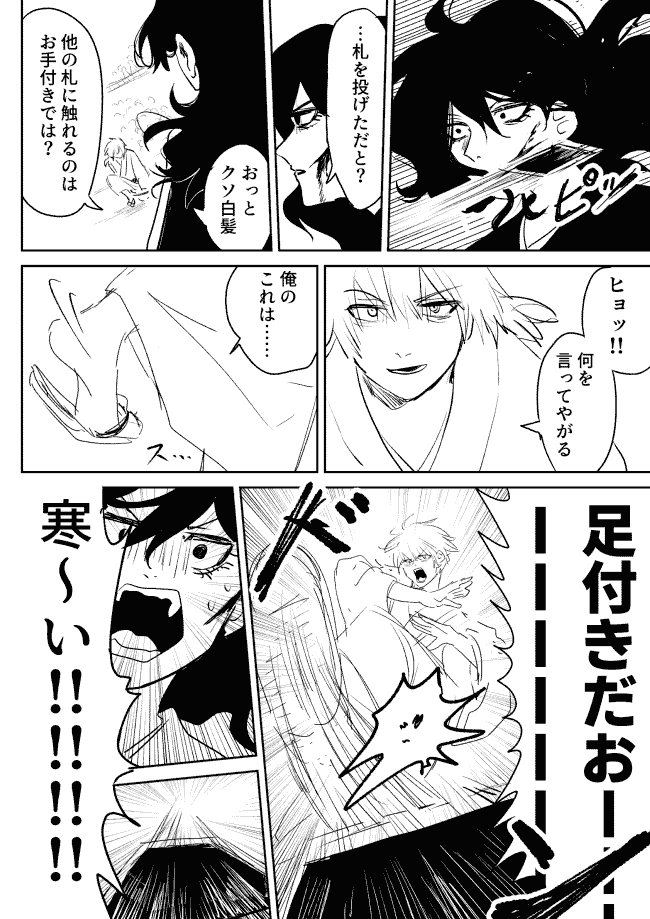 ピッ
…札を投げただと？
おっと
クソ白髪
他の札に触れるのは
お手付きでは？
ヒョッ!!
何を
言ってやがる
俺の
これは……
ス…
足付きだおーーーーーーー
ド
寒〜い!!!!!!!!